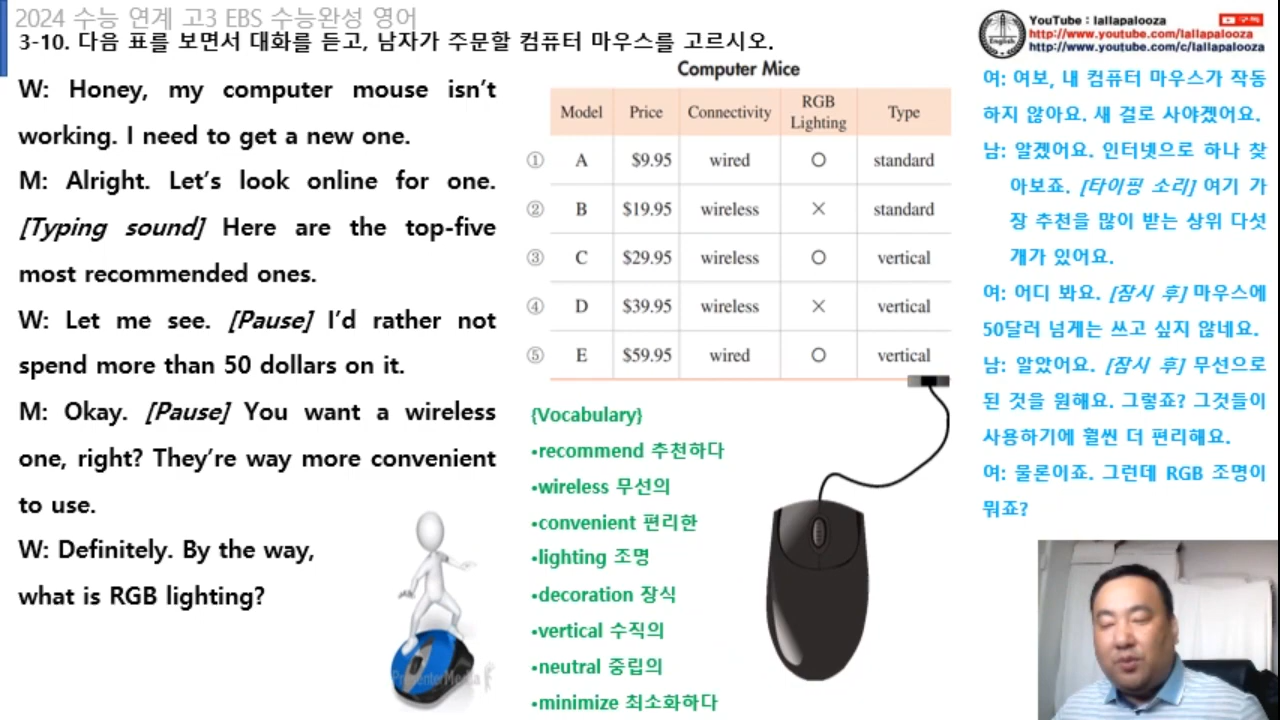 2024 수능 연계 고3 EBS 수능완성 영어
3-10. 다음 표를 보면서 대화를 듣고, 남자가 주문할 컴퓨터 마우스를 고르시오.
W: Honey, my computer mouse isn't
working. I need to get a new one.
M: Alright. Let's look online for one.
[Typing sound] Here are the top-five
most recommended ones.
W: Let me see. [Pause] I'd rather not
spend more than 50 dollars on it.
M: Okay. [Pause] You want a wireless
one, right? They're way more convenient
to use.
W: Definitely. By the way,
what is RGB lighting?
Computer Mice
Model Price Connectivity RGB Lighting Type
① A $9.95 wired ○ standard
② B $19.95 wireless × standard
③ C $29.95 wireless ○ vertical
④ D $39.95 wireless × vertical
⑤ E $59.95 wired ○ vertical
{Vocabulary}
•recommend 추천하다
•wireless 무선의
•convenient 편리한
•lighting 조명
•decoration 장식
•vertical 수직의
•neutral 중립의
•minimize 최소화하다
English
YouTube : lallapalooza
구독
http://www.youtube.com/lallapalooza
http://www.youtube.com/c/lallapalooza
여: 여보, 내 컴퓨터 마우스가 작동
하지 않아요. 새 걸로 사야겠어요.
남: 알겠어요. 인터넷으로 하나 찾
아보죠. [타이핑 소리] 여기 가
장 추천을 많이 받는 상위 다섯
개가 있어요.
여: 어디 봐요. [잠시 후] 마우스에
50달러 넘게는 쓰고 싶지 않네요.
남: 알았어요. [잠시 후] 무선으로
된 것을 원해요. 그렇죠? 그것들이
사용하기에 훨씬 더 편리해요.
여: 물론이죠. 그런데 RGB 조명이
뭐죠?